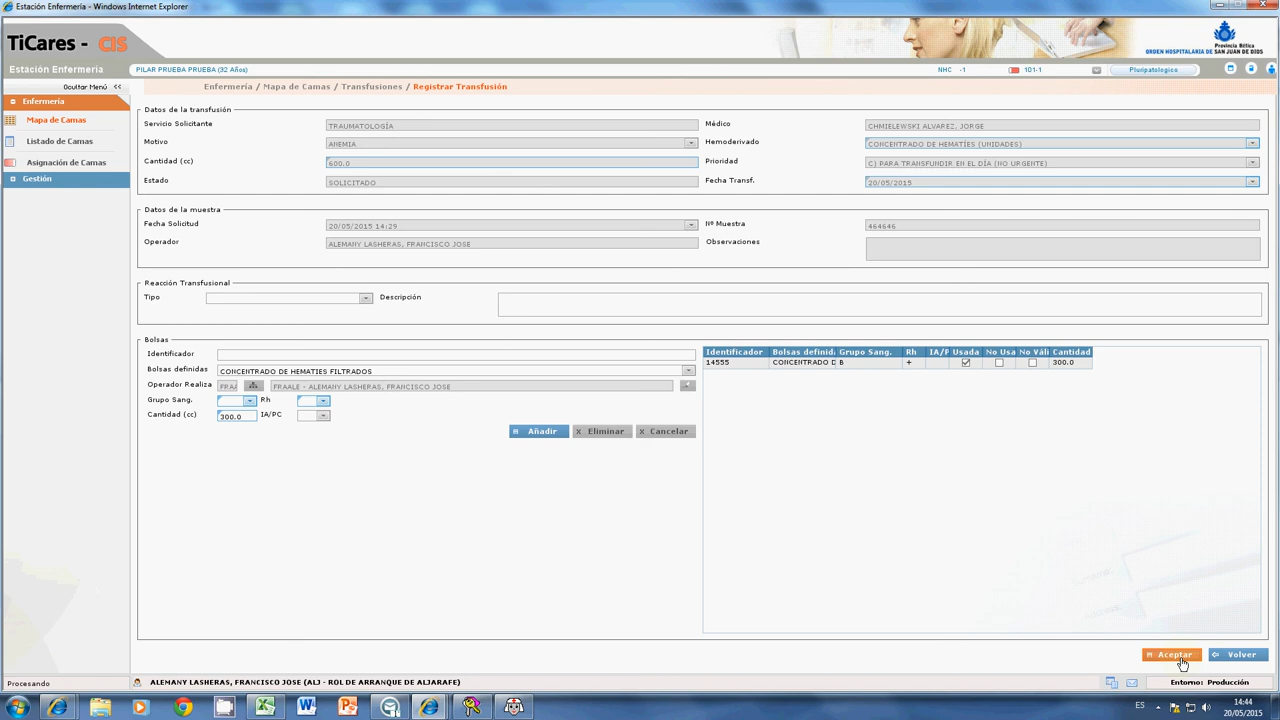 Estación Enfermería - Windows Internet Explorer
TiCares - CIS
Provincia Bética
ORDEN HOSPITALARIA DE SAN JUAN DE DIOS
Estación Enfermería
PILAR PRUEBA PRUEBA (32 Años)
NHC -1
101-1
Pluripatologico
Ocultar Menú <<
Enfermería / Mapa de Camas / Transfusiones / Registrar Transfusión
Enfermería
Mapa de Camas
Listado de Camas
Asignación de Camas
Gestión
Datos de la transfusión
Servicio Solicitante TRAUMATOLOGÍA Médico CHMIELEWSKI ALVAREZ, JORGE
Motivo ANEMIA Hemoderivado CONCENTRADO DE HEMATÍES (UNIDADES)
Cantidad (cc) 600.0 Prioridad C) PARA TRANSFUNDIR EN EL DÍA (NO URGENTE)
Estado SOLICITADO Fecha Transf. 20/05/2015
Datos de la muestra
Fecha Solicitud 20/05/2015 14:29 Nº Muestra 464646
Operador ALEMANY LASHERAS, FRANCISCO JOSE Observaciones
Reacción Transfusional
Tipo Descripción
Bolsas
Identificador
Bolsas definidas CONCENTRADO DE HEMATIES FILTRADOS
Operador Realiza FRAA FRAALE - ALEMANY LASHERAS, FRANCISCO JOSE
Grupo Sang. Rh
Cantidad (cc) 300.0 IA/PC
Añadir x Eliminar x Cancelar
Identificador Bolsas definida Grupo Sang. Rh IA/P Usada No Usa No Váli Cantidad
14555 CONCENTRADO D B + 300.0
Aceptar Volver
Procesando
ALEMANY LASHERAS, FRANCISCO JOSE (ALJ - ROL DE ARRANQUE DE ALJARAFE)
Entorno: Producción
ES
14:44
20/05/2015